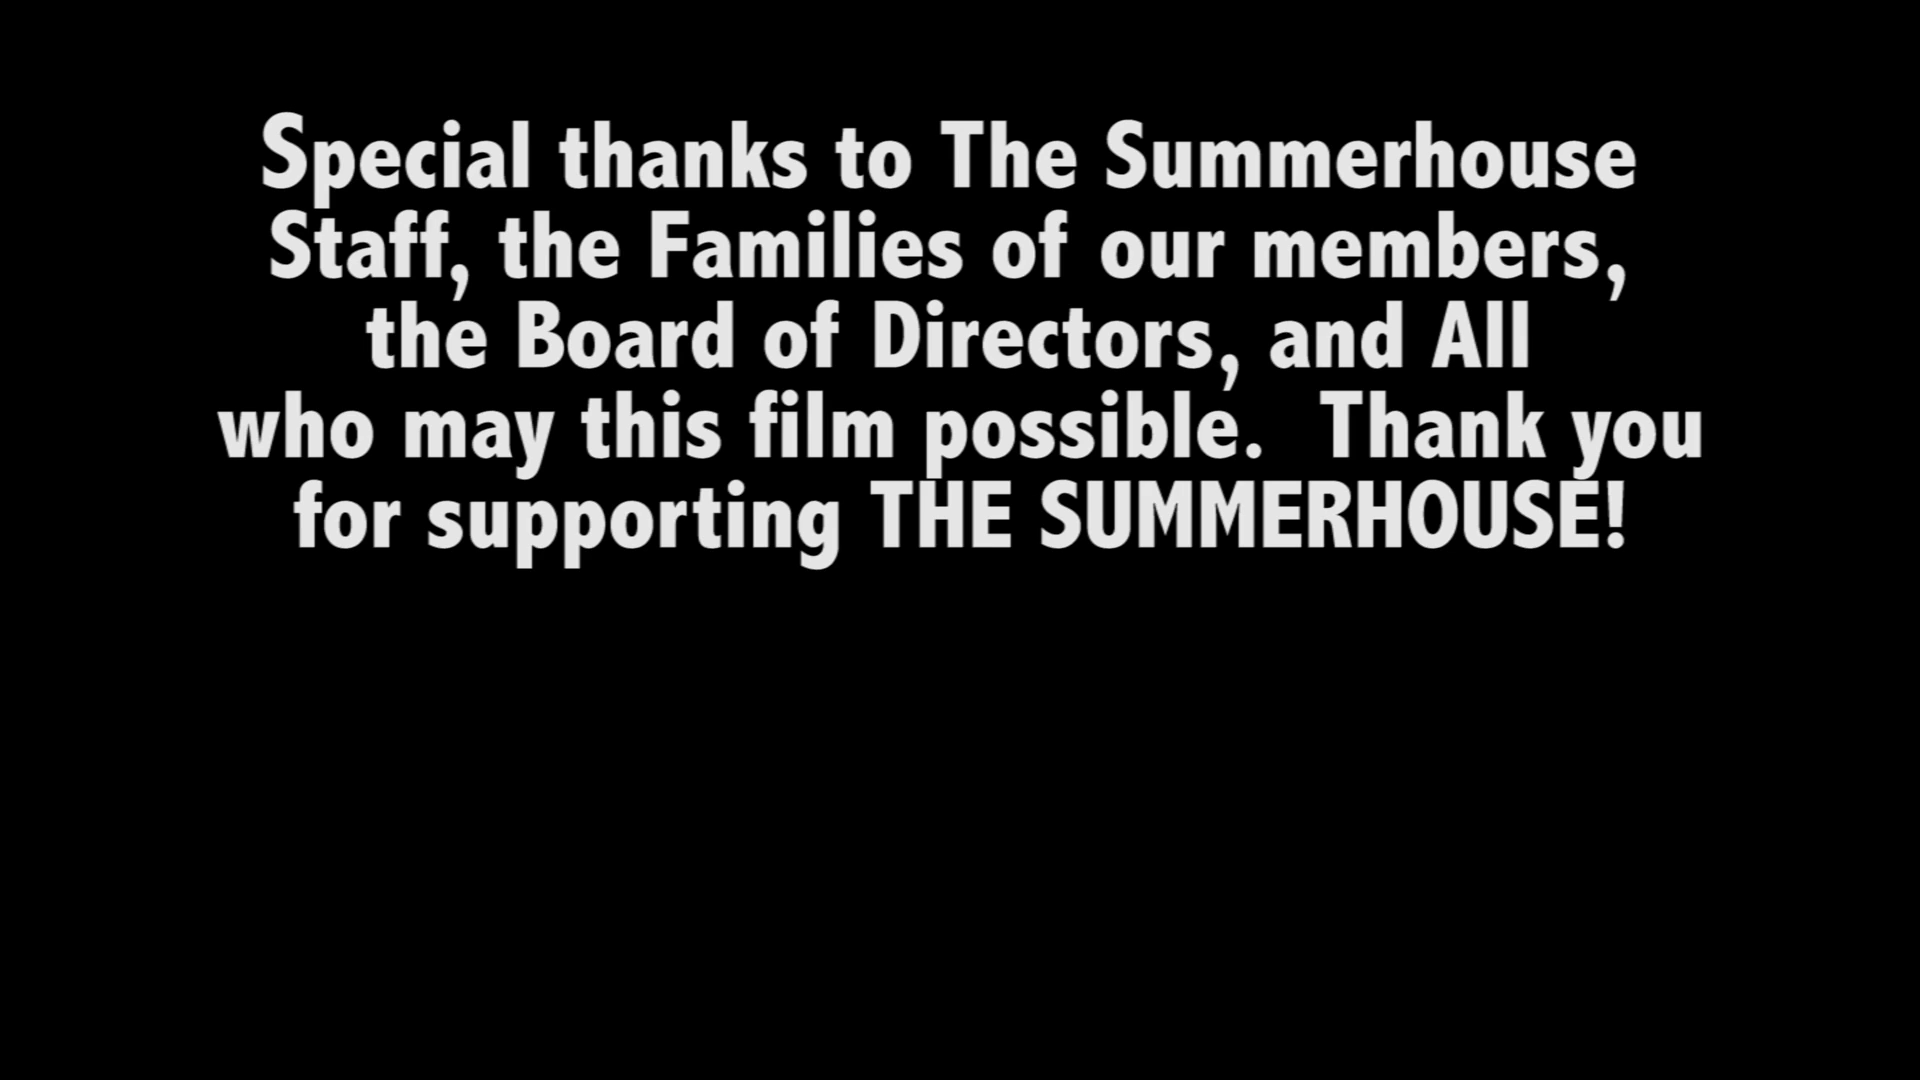 Special thanks to The Summerhouse
Staff, the Families of our members,
the Board of Directors, and All
who may this film possible.  Thank you
for supporting THE SUMMERHOUSE!